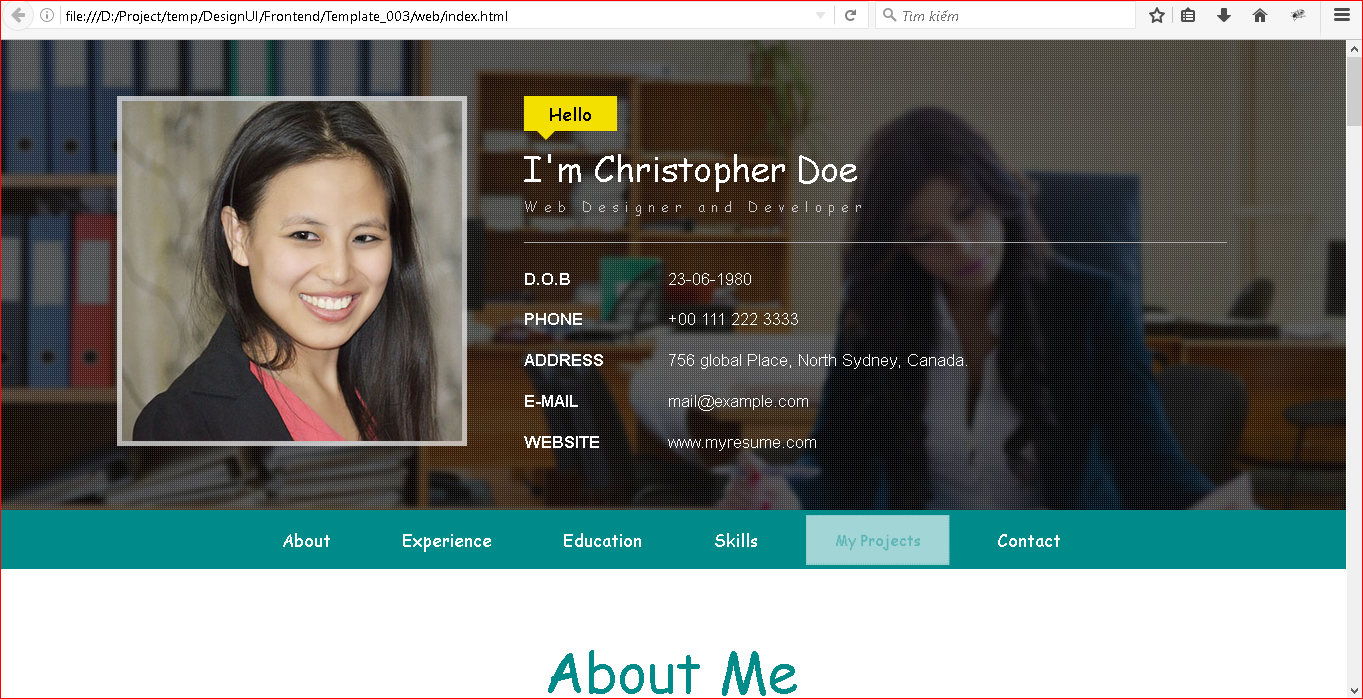 file:///D:/Project/temp/DesignUI/Frontend/Template_003/web/index.html
Tìm kiếm
Hello
I'm Christopher Doe
Web Designer and Developer
D.O.B 23-06-1980
PHONE +00 111 222 3333
ADDRESS 756 global Place, North Sydney, Canada.
E-MAIL mail@example.com
WEBSITE www.myresume.com
About Experience Education Skills My Projects Contact
About Me